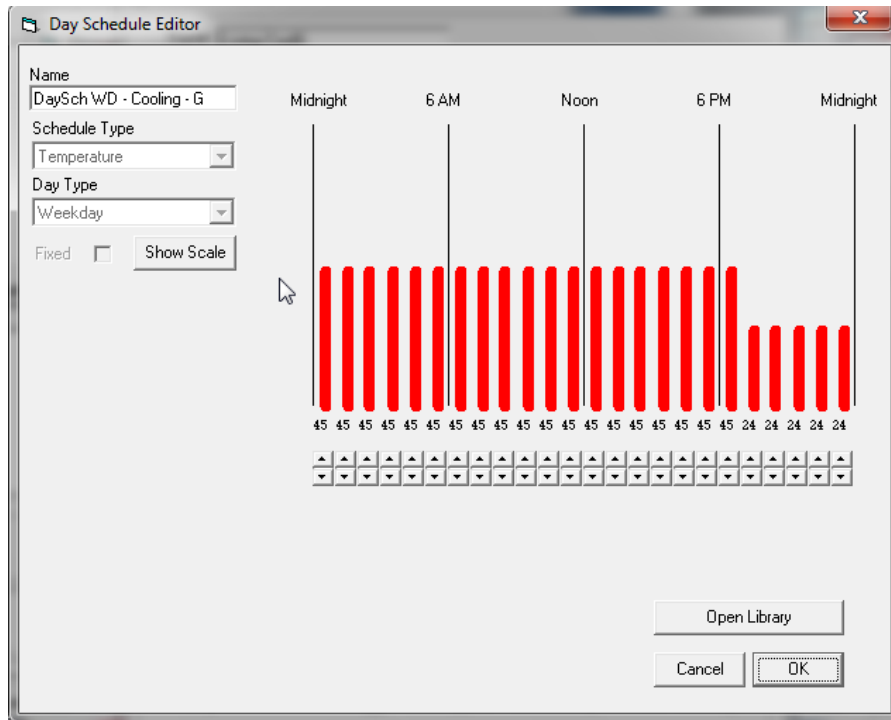 Day Schedule Editor
Name
DaySch WD - Cooling - G
Schedule Type
Temperature
Day Type
Weekday
Fixed
Show Scale
Midnight 6 AM Noon 6 PM Midnight
45 45 45 45 45 45 45 45 45 45 45 45 45 45 45 45 45 45 45 24 24 24 24 24
Open Library
Cancel OK